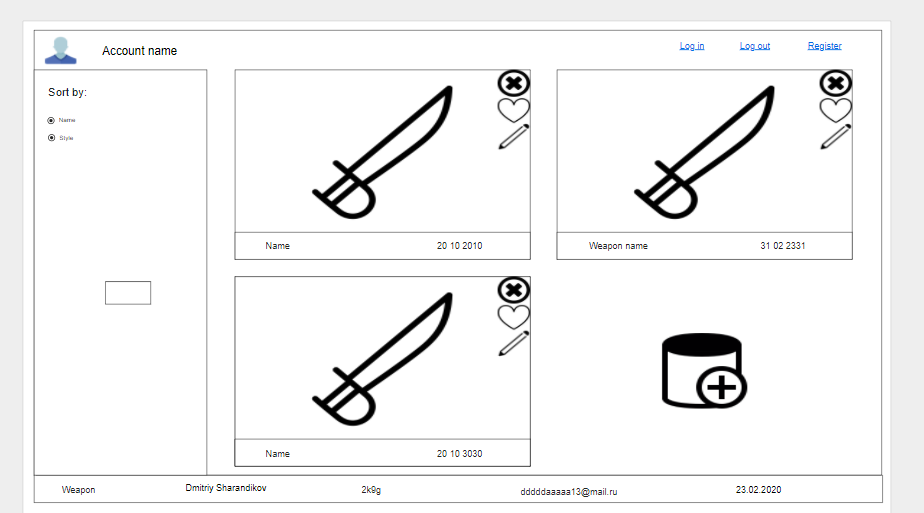 Account name
Log in
Log out
Register
Sort by:
Name
Style
Name
20 10 2010
Weapon name
31 02 2331
Name
20 10 3030
Weapon
Dmitriy Sharandikov
2k9g
dddddaaaaa13@mail.ru
23.02.2020